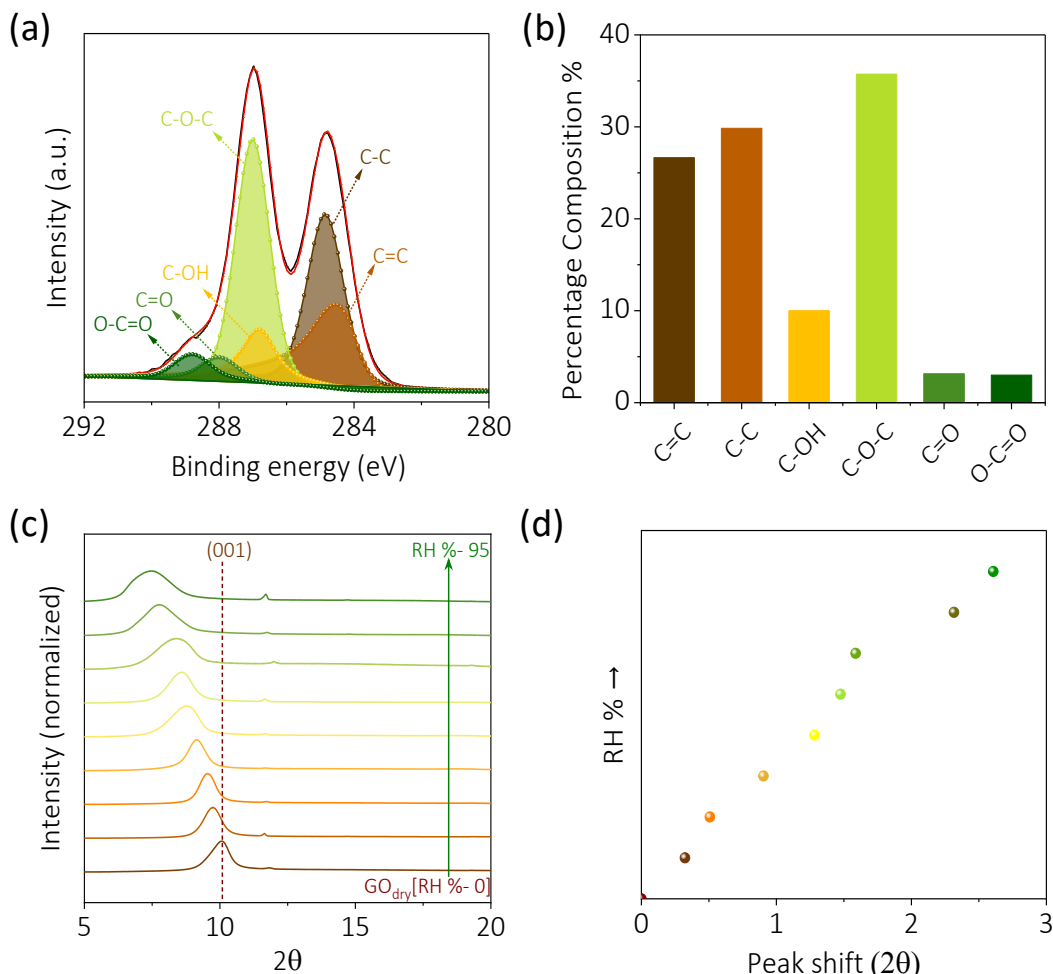 (a)
Intensity (a.u.)
C-O-C
C-C
C=C
C-OH
C=O
O-C=O
292
288
284
280
Binding energy (eV)
(b)
Percentage Composition %
40
30
20
10
0
C=C
C-C
C-OH
C-O-C
C=O
O-C=O
(c)
Intensity (normalized)
(001)
RH %- 95
GO_dry[RH %- 0]
5
10
15
20
2θ
(d)
RH % →
0
1
2
3
Peak shift (2θ)